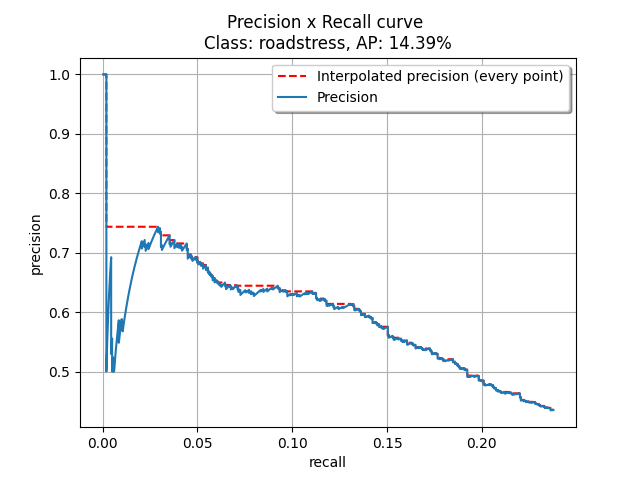 Precision x Recall curve
Class: roadstress, AP: 14.39%
Interpolated precision (every point)
Precision
1.0
0.9
0.8
0.7
0.6
0.5
precision
0.00 0.05 0.10 0.15 0.20
recall